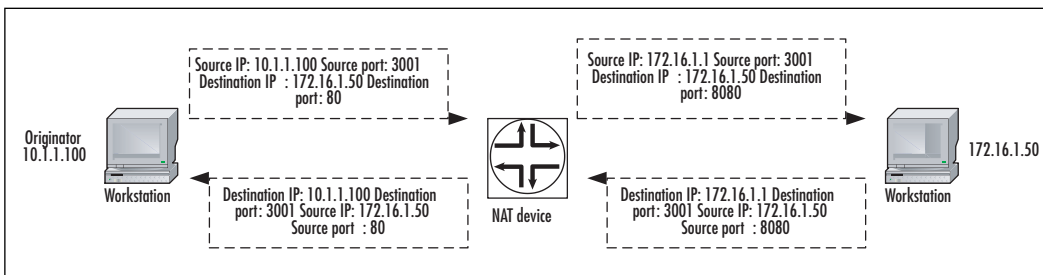 Source IP: 10.1.1.100 Source port: 3001
Destination IP : 172.16.1.50 Destination
port: 80
Source IP: 172.16.1.1 Source port: 3001
Destination IP : 172.16.1.50 Destination
port: 8080
Originator
10.1.1.100
172.16.1.50
Workstation
NAT device
Workstation
Destination IP: 10.1.1.100 Destination
port: 3001 Source IP: 172.16.1.50
Source port : 80
Destination IP: 172.16.1.1 Destination
port: 3001 Source IP: 172.16.1.50
Source port : 8080